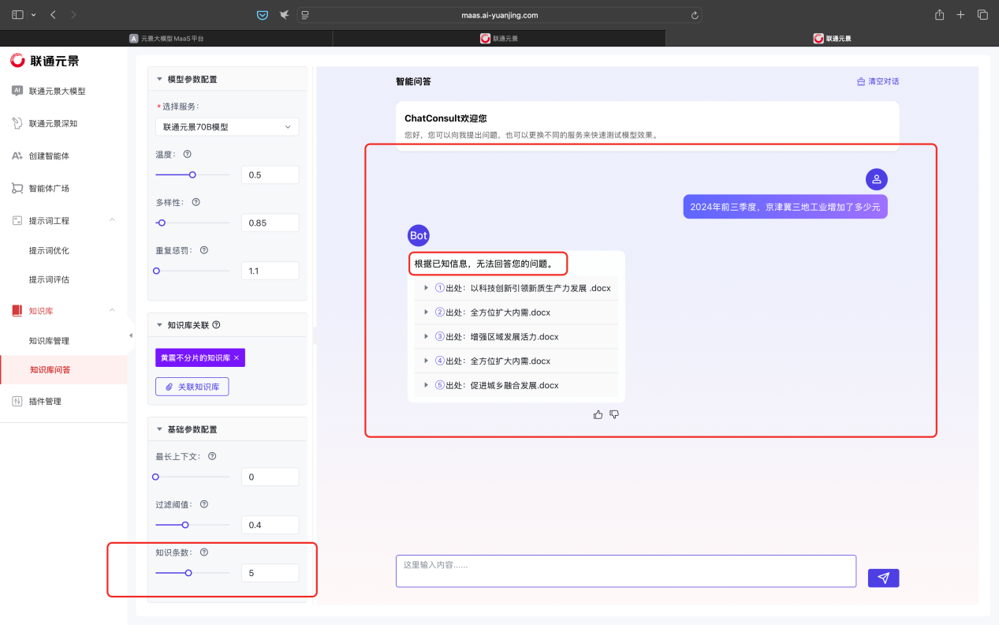 maas.ai-yuanjing.com
A 元景大模型MaaS平台
联通元景
联通元景
联通元景
AI 联通元景大模型
联通元景深知
创建智能体
智能体广场
提示词工程
提示词优化
提示词评估
知识库
知识库管理
知识库问答
插件管理
模型参数配置
*选择服务:
联通元景70B模型
温度:
0.5
多样性:
0.85
重复惩罚:
1.1
知识库关联
黄震不分片的知识库 ×
关联知识库
基础参数配置
最长上下文:
0
过滤阈值:
0.4
知识条数:
5
智能问答
清空对话
ChatConsult欢迎您
您好，您可以向我提出问题，也可以更换不同的服务来快速测试模型效果。
2024年前三季度，京津冀三地工业增加了多少元
Bot
根据已知信息，无法回答您的问题。
①出处: 以科技创新引领新质生产力发展 .docx
②出处: 全方位扩大内需.docx
③出处: 增强区域发展活力.docx
④出处: 全方位扩大内需.docx
⑤出处: 促进城乡融合发展.docx
这里输入内容......